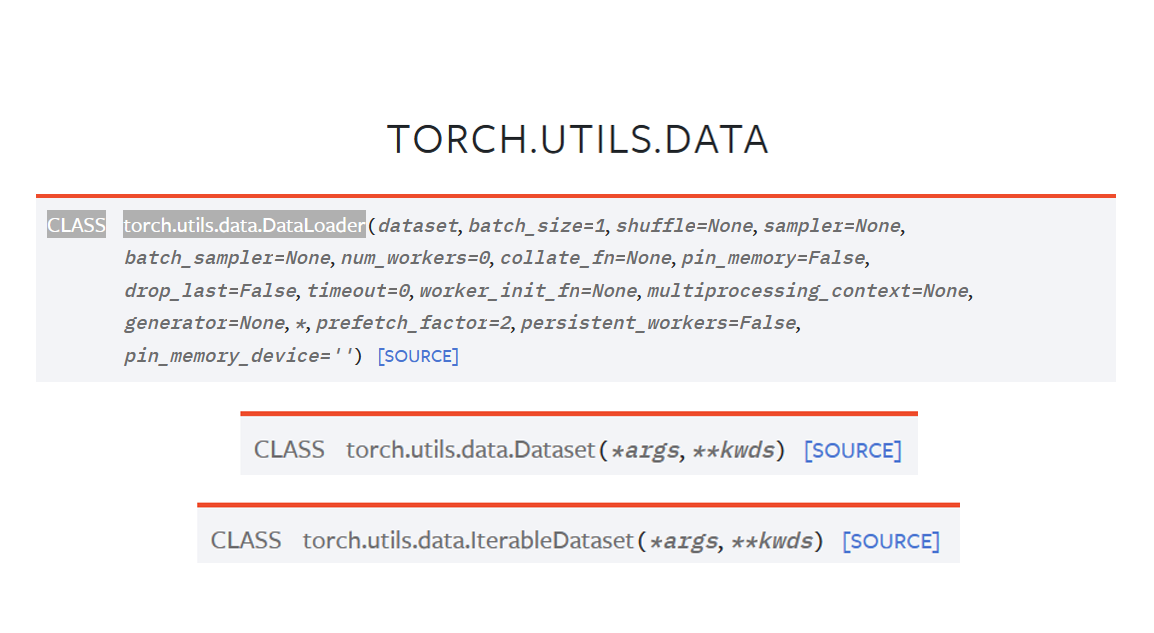 TORCH.UTILS.DATA
CLASS torch.utils.data.DataLoader(dataset, batch_size=1, shuffle=None, sampler=None,
batch_sampler=None, num_workers=0, collate_fn=None, pin_memory=False,
drop_last=False, timeout=0, worker_init_fn=None, multiprocessing_context=None,
generator=None, *, prefetch_factor=2, persistent_workers=False,
pin_memory_device='') [SOURCE]
CLASS torch.utils.data.Dataset(*args, **kwds) [SOURCE]
CLASS torch.utils.data.IterableDataset(*args, **kwds) [SOURCE]